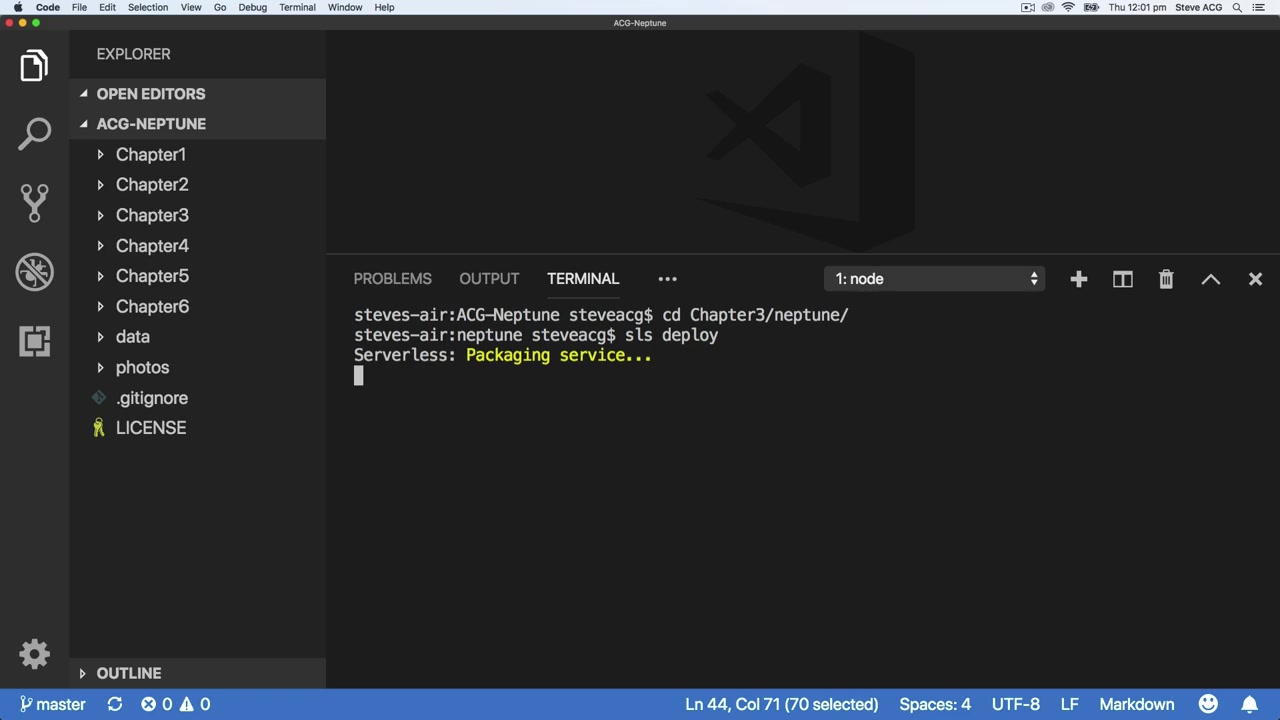 Code File Edit Selection View Go Debug Terminal Window Help Thu 12:01 pm Steve ACG
ACG-Neptune
EXPLORER
OPEN EDITORS
ACG-NEPTUNE
Chapter1
Chapter2
Chapter3
Chapter4
Chapter5
Chapter6
data
photos
.gitignore
LICENSE
OUTLINE
PROBLEMS OUTPUT TERMINAL ••• 1: node
steves-air:ACG-Neptune steveacg$ cd Chapter3/neptune/
steves-air:neptune steveacg$ sls deploy
Serverless: Packaging service...
master 0 0 Ln 44, Col 71 (70 selected) Spaces: 4 UTF-8 LF Markdown